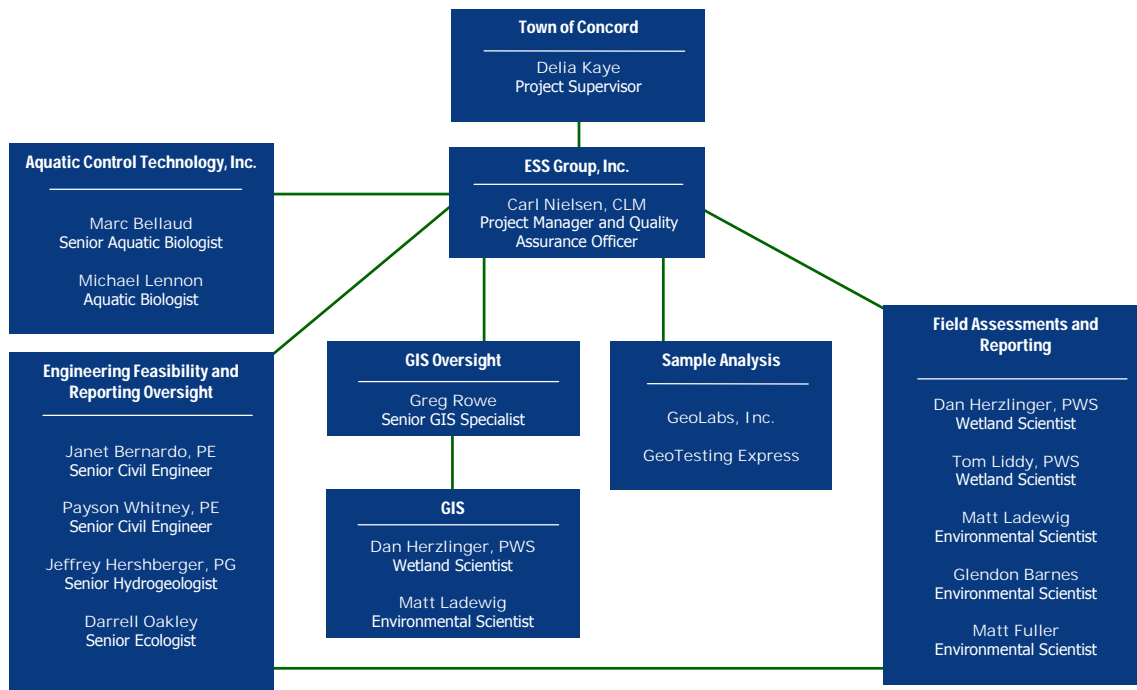 Town of Concord
Delia Kaye
Project Supervisor
Aquatic Control Technology, Inc.
Marc Bellaud
Senior Aquatic Biologist
Michael Lennon
Aquatic Biologist
ESS Group, Inc.
Carl Nielsen, CLM
Project Manager and Quality
Assurance Officer
Engineering Feasibility and
Reporting Oversight
Janet Bernardo, PE
Senior Civil Engineer
Payson Whitney, PE
Senior Civil Engineer
Jeffrey Hershberger, PG
Senior Hydrogeologist
Darrell Oakley
Senior Ecologist
GIS Oversight
Greg Rowe
Senior GIS Specialist
GIS
Dan Herzlinger, PWS
Wetland Scientist
Matt Ladewig
Environmental Scientist
Sample Analysis
GeoLabs, Inc.
GeoTesting Express
Field Assessments and
Reporting
Dan Herzlinger, PWS
Wetland Scientist
Tom Liddy, PWS
Wetland Scientist
Matt Ladewig
Environmental Scientist
Glendon Barnes
Environmental Scientist
Matt Fuller
Environmental Scientist